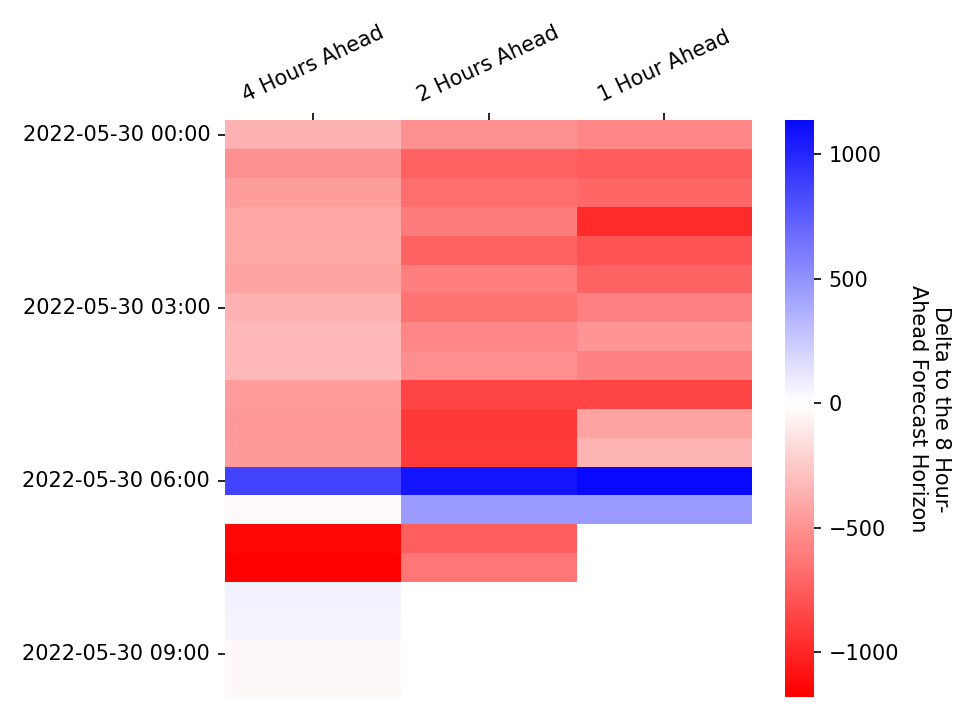 4 Hours Ahead
2 Hours Ahead
1 Hour Ahead
2022-05-30 00:00
2022-05-30 03:00
2022-05-30 06:00
2022-05-30 09:00
1000
500
0
−500
−1000
Delta to the 8 Hour-
Ahead Forecast Horizon